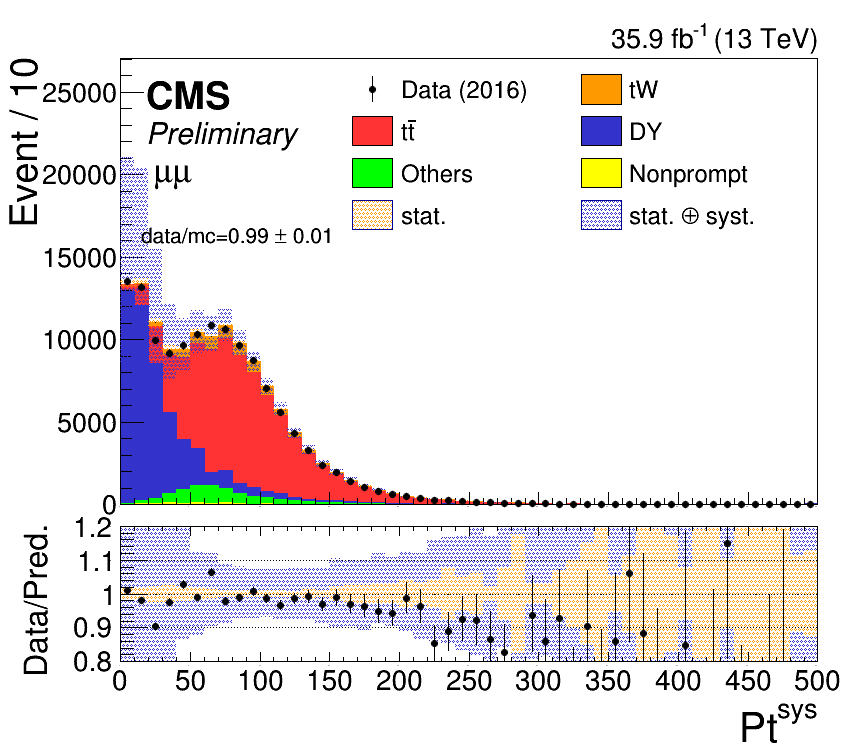 35.9 fb⁻¹ (13 TeV)
Event / 10
25000
20000
15000
10000
5000
0
CMS
Preliminary
μμ
data/mc=0.99 ± 0.01
Data (2016)
tW
tt̄
DY
Others
Nonprompt
stat.
stat. ⊕ syst.
Data/Pred.
1.2
1.1
1
0.9
0.8
0 50 100 150 200 250 300 350 400 450 500
Ptˢʸˢ